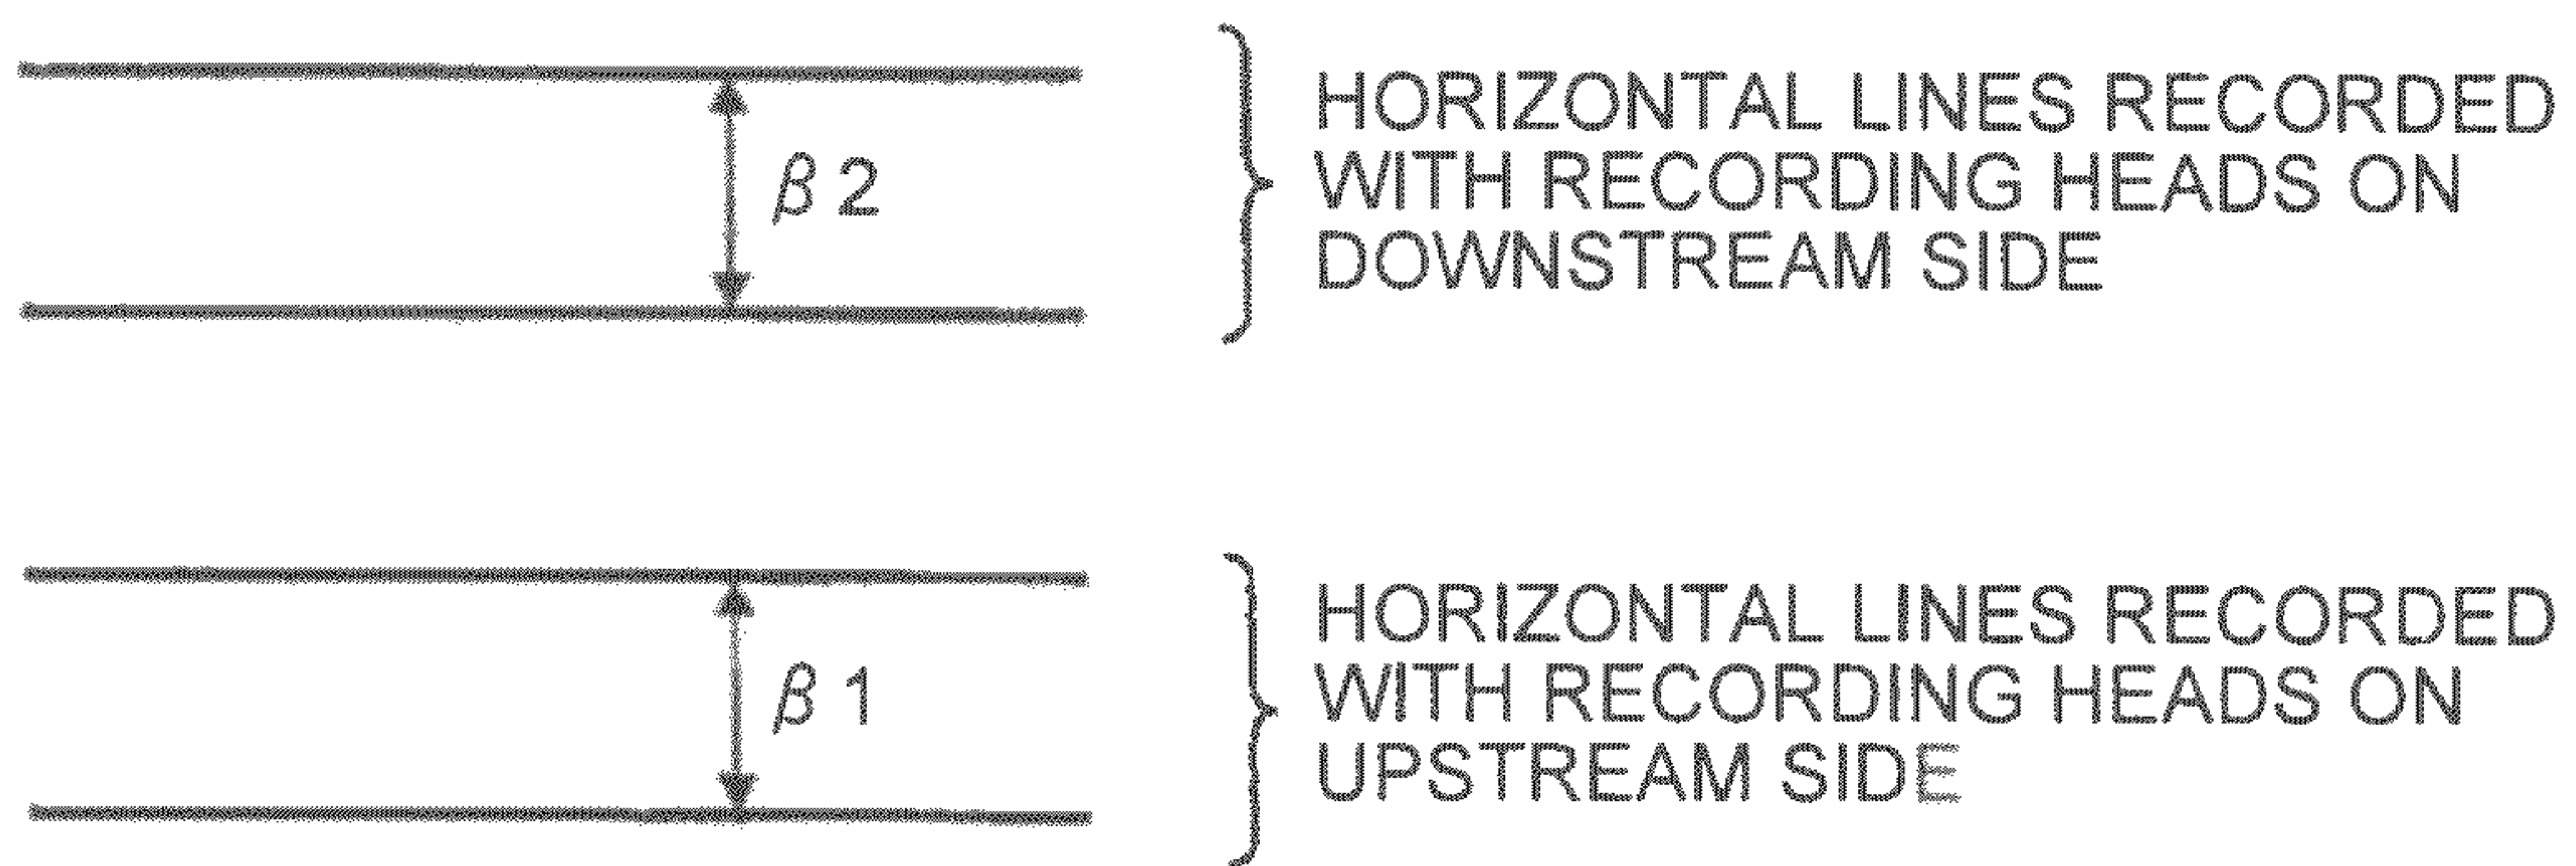 β2
HORIZONTAL LINES RECORDED
WITH RECORDING HEADS ON
DOWNSTREAM SIDE
β1
HORIZONTAL LINES RECORDED
WITH RECORDING HEADS ON
UPSTREAM SIDE